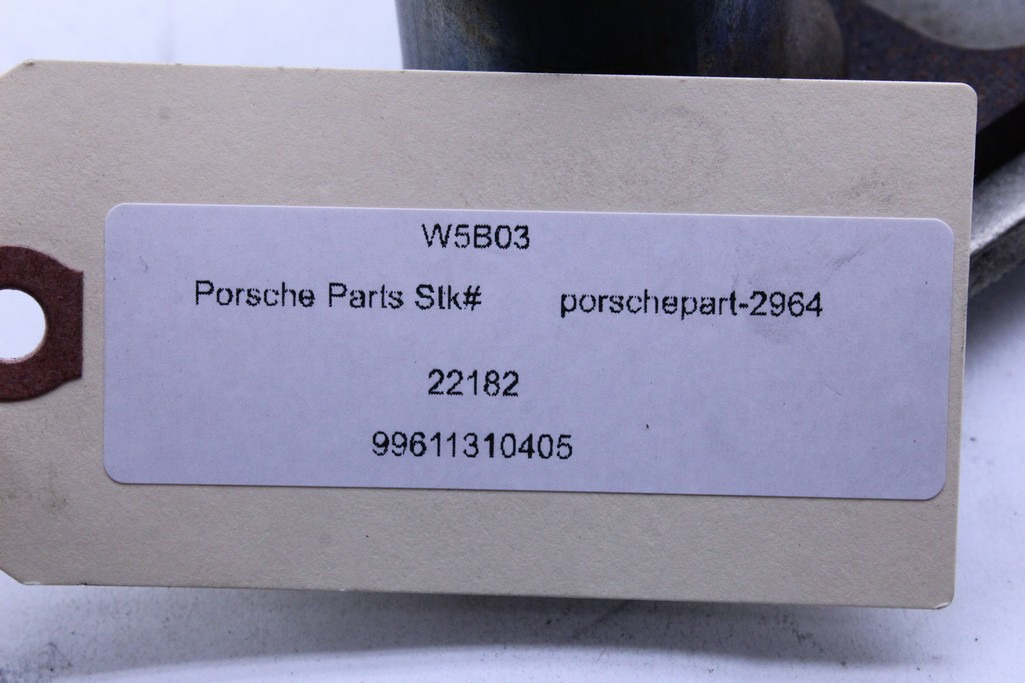 W5B03
Porsche Parts Stk# porschepart-2964
22182
99611310405